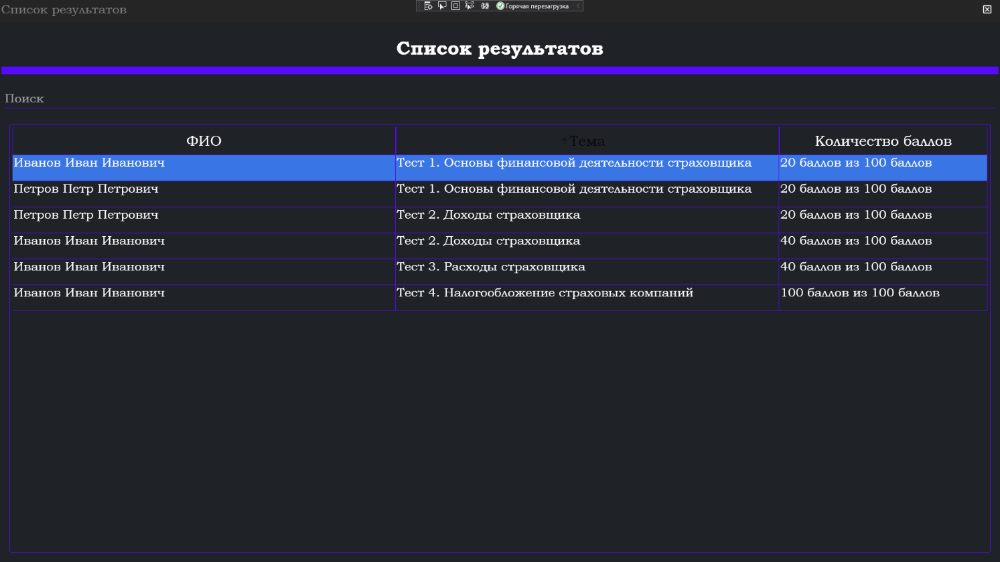 Список результатов
Горячая перезагрузка
Список результатов
Поиск
ФИО ↑Тема Количество баллов
Иванов Иван Иванович Тест 1. Основы финансовой деятельности страховщика 20 баллов из 100 баллов
Петров Петр Петрович Тест 1. Основы финансовой деятельности страховщика 20 баллов из 100 баллов
Петров Петр Петрович Тест 2. Доходы страховщика 20 баллов из 100 баллов
Иванов Иван Иванович Тест 2. Доходы страховщика 40 баллов из 100 баллов
Иванов Иван Иванович Тест 3. Расходы страховщика 40 баллов из 100 баллов
Иванов Иван Иванович Тест 4. Налогообложение страховых компаний 100 баллов из 100 баллов